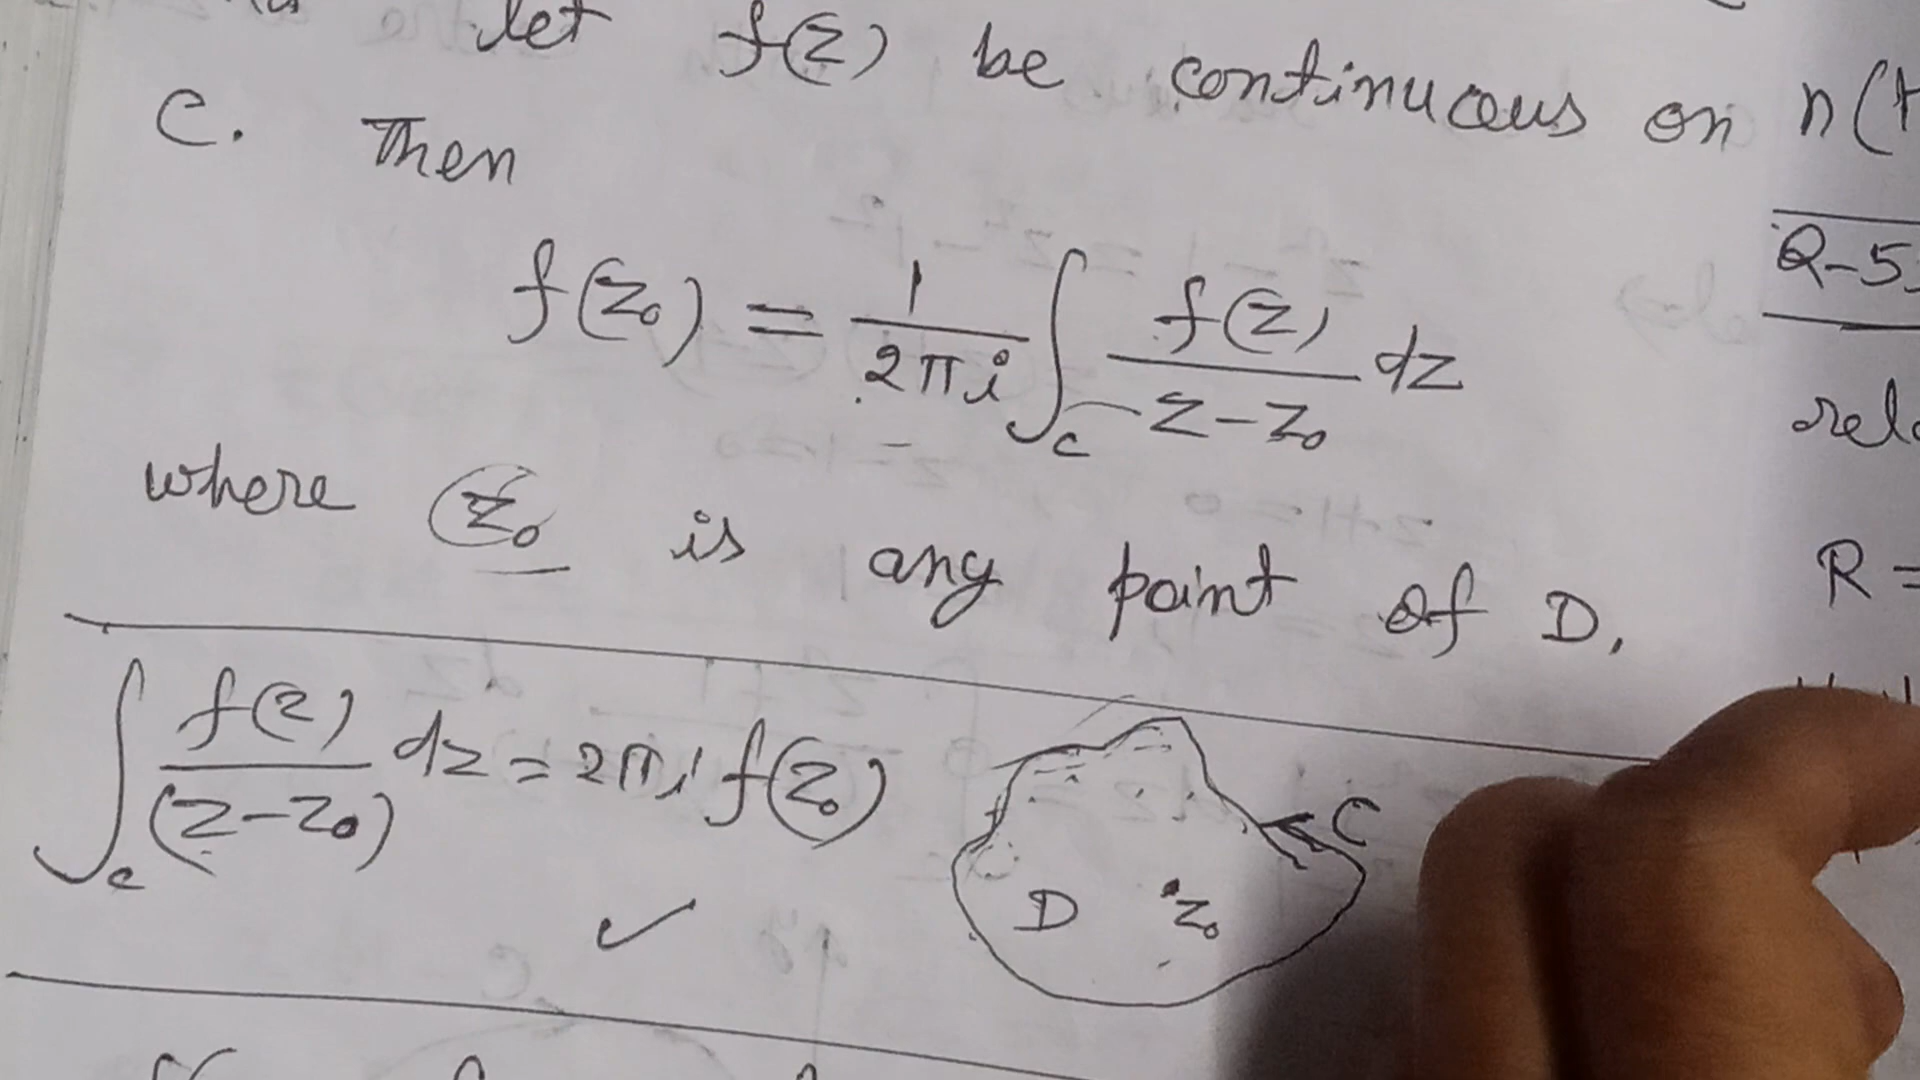 let f(z) be continuous on
C. Then
f(z₀) = 1/2πi ∫_C f(z)/z-z₀ dz
where z₀ is any point of D.
∫_C f(z)/(z-z₀) dz = 2πi f(z₀)
C
D
z₀
n(
Q-5
R =